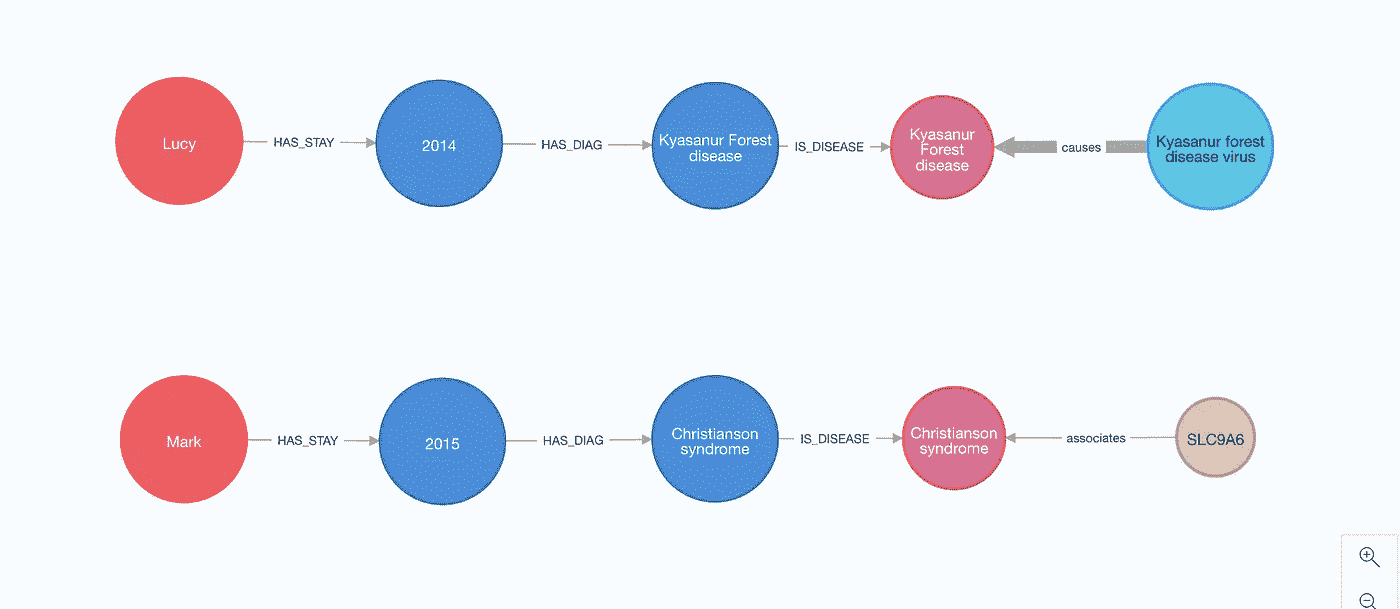 Lucy
HAS_STAY
2014
HAS_DIAG
Kyasanur Forest
disease
IS_DISEASE
Kyasanur
Forest
disease
causes
Kyasanur forest
disease virus
Mark
HAS_STAY
2015
HAS_DIAG
Christianson
syndrome
IS_DISEASE
Christianson
syndrome
associates
SLC9A6